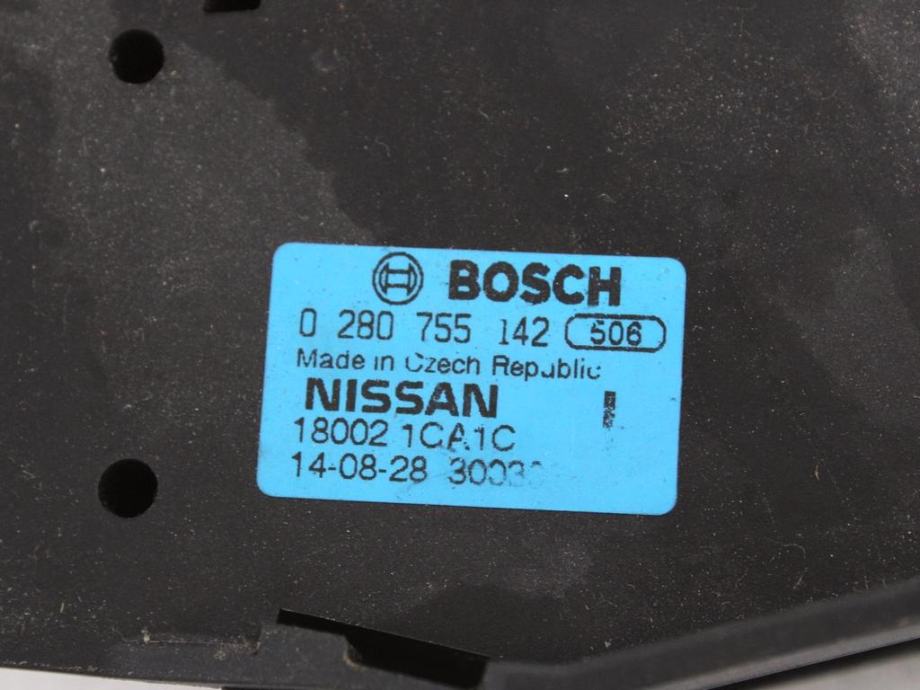 BOSCH
0 280 755 142 506
Made in Czech Republic
NISSAN
18002 1CA1C
14-08-28